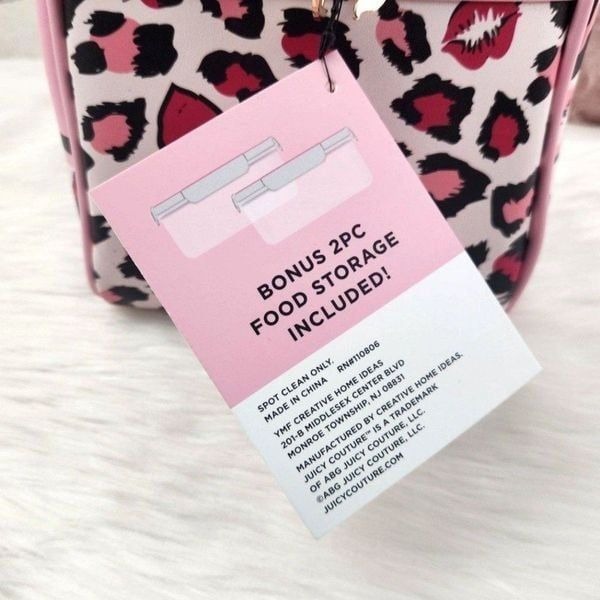 BONUS 2PC
FOOD STORAGE
INCLUDED!
SPOT CLEAN ONLY.
MADE IN CHINA RN#110806
YMF CREATIVE HOME IDEAS
201-B MIDDLESEX CENTER BLVD
MONROE TOWNSHIP, NJ 08831
MANUFACTURED BY CREATIVE HOME IDEAS.
JUICY COUTURE™ IS A TRADEMARK
OF ABG JUICY COUTURE, LLC.
©ABG JUICY COUTURE, LLC.
JUICYCOUTURE.COM